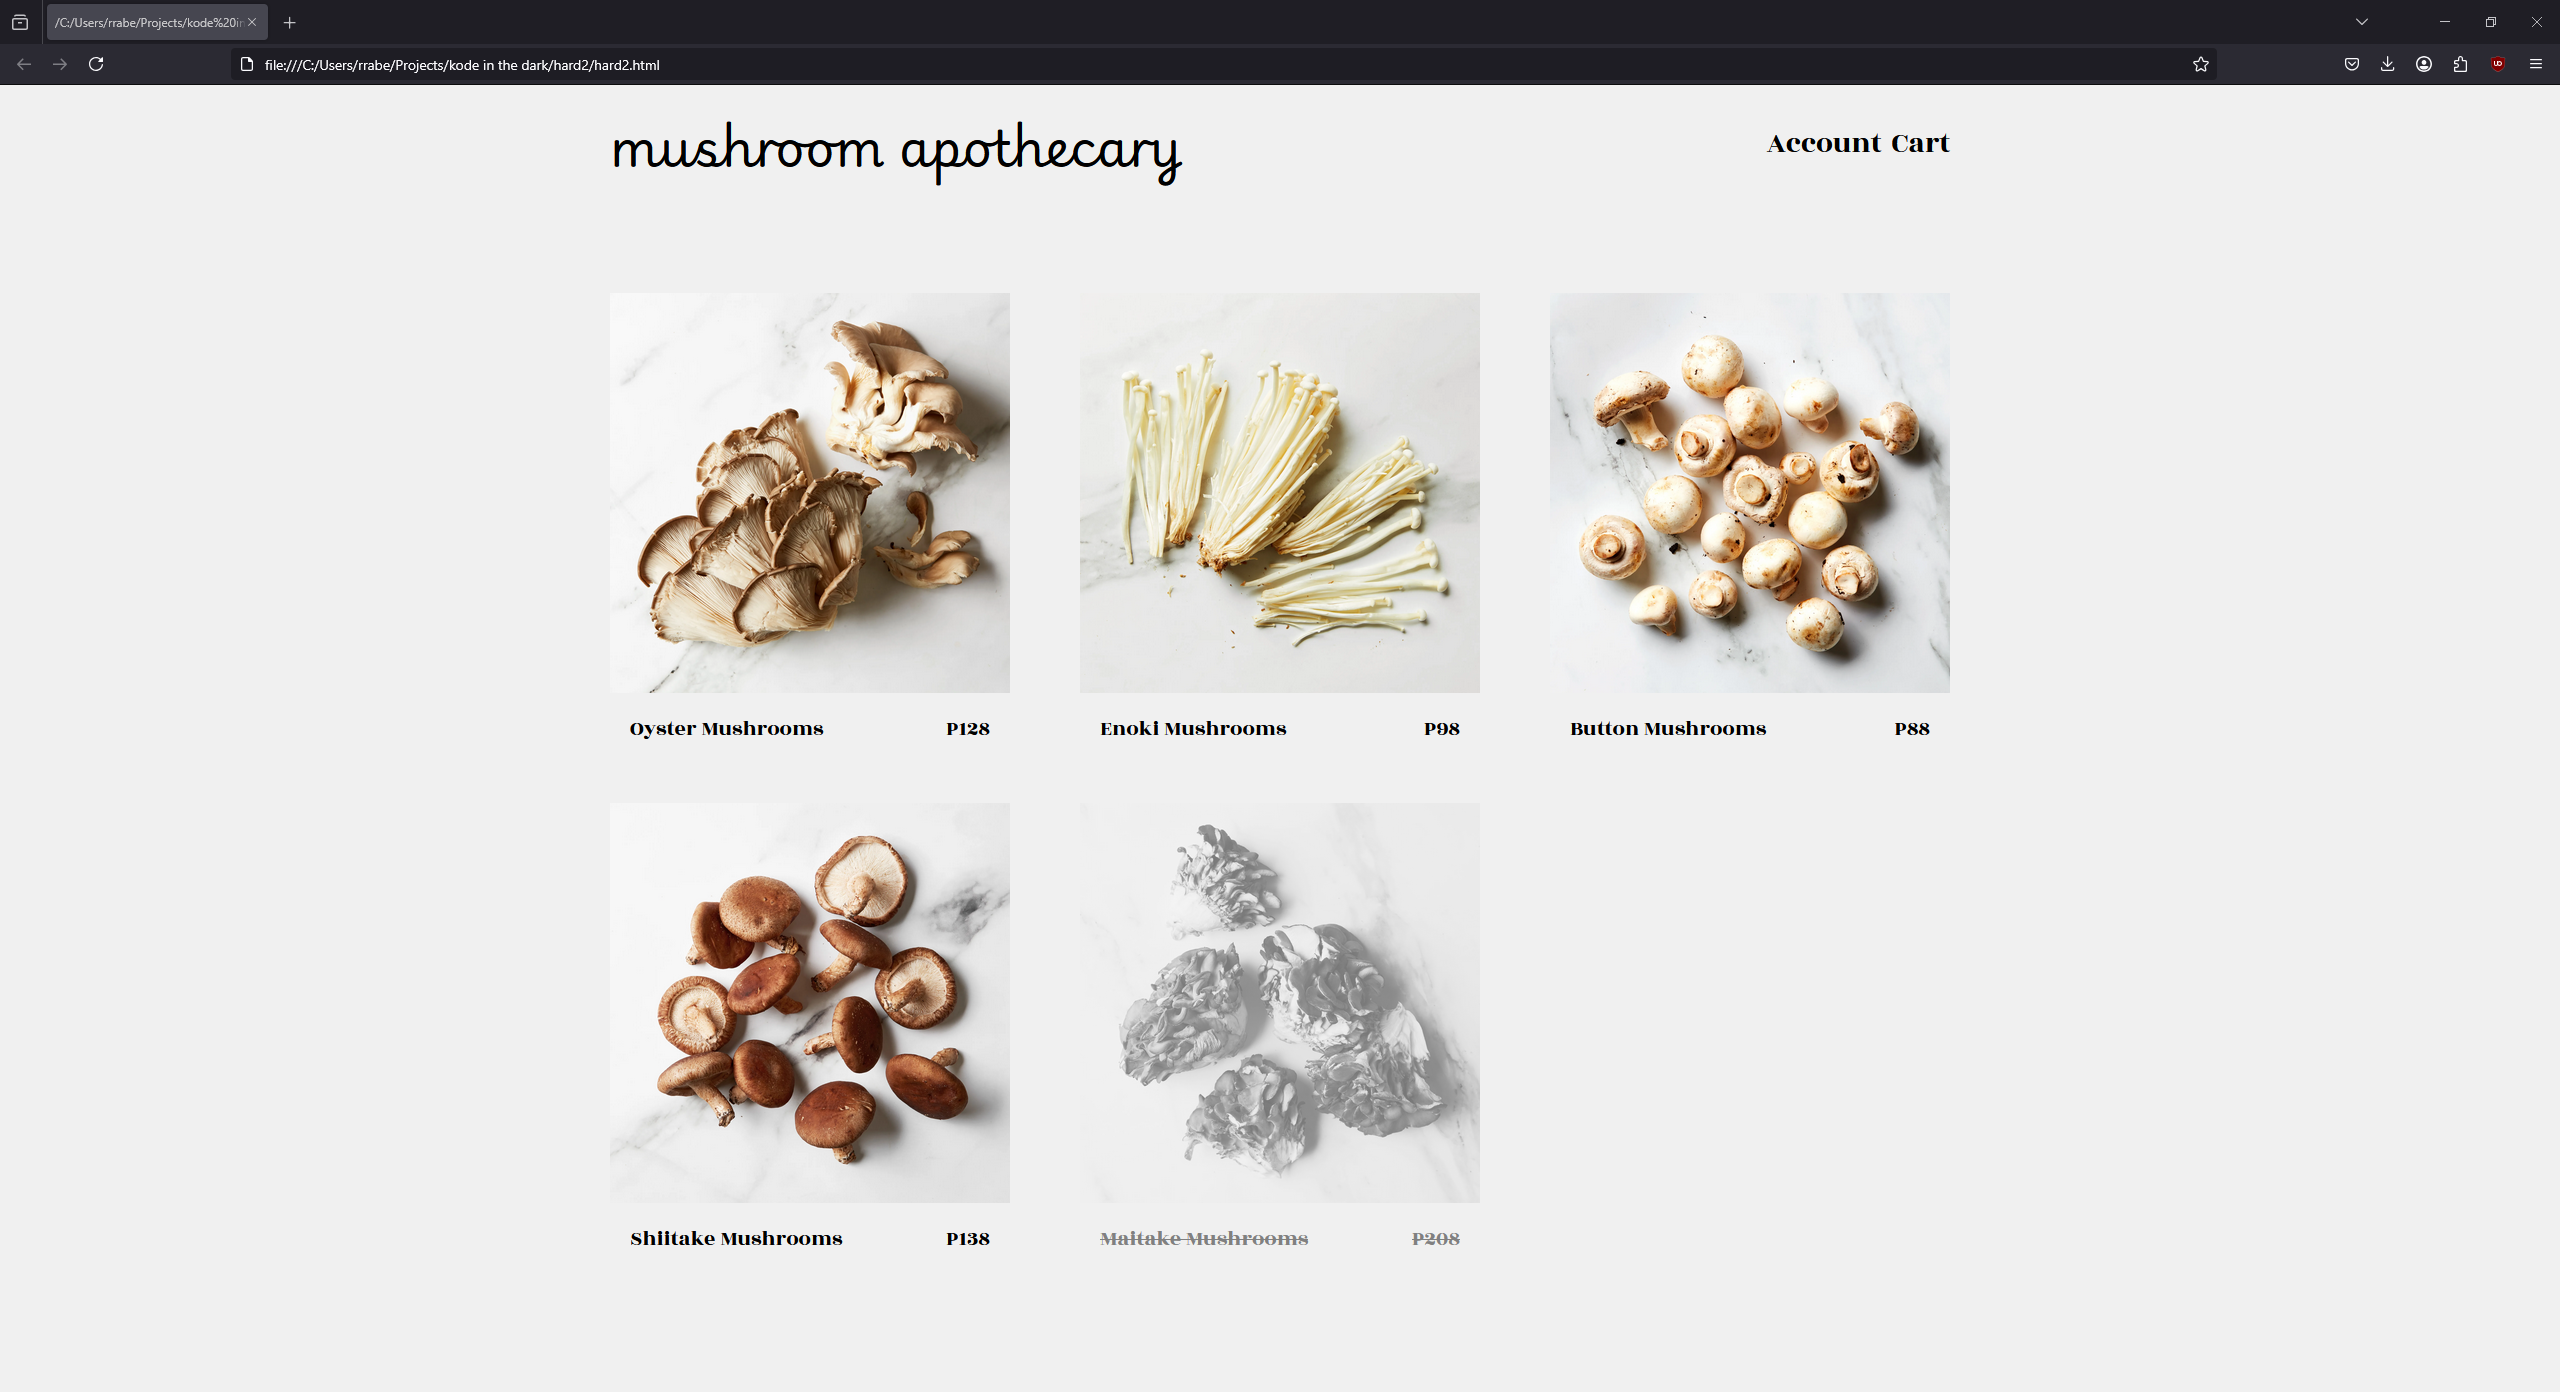 /C:/Users/rrabe/Projects/kode%20in
file:///C:/Users/rrabe/Projects/kode in the dark/hard2/hard2.html
mushroom apothecary
Account Cart
Oyster Mushrooms P128
Enoki Mushrooms P98
Button Mushrooms P88
Shiitake Mushrooms P138
Maitake Mushrooms P208